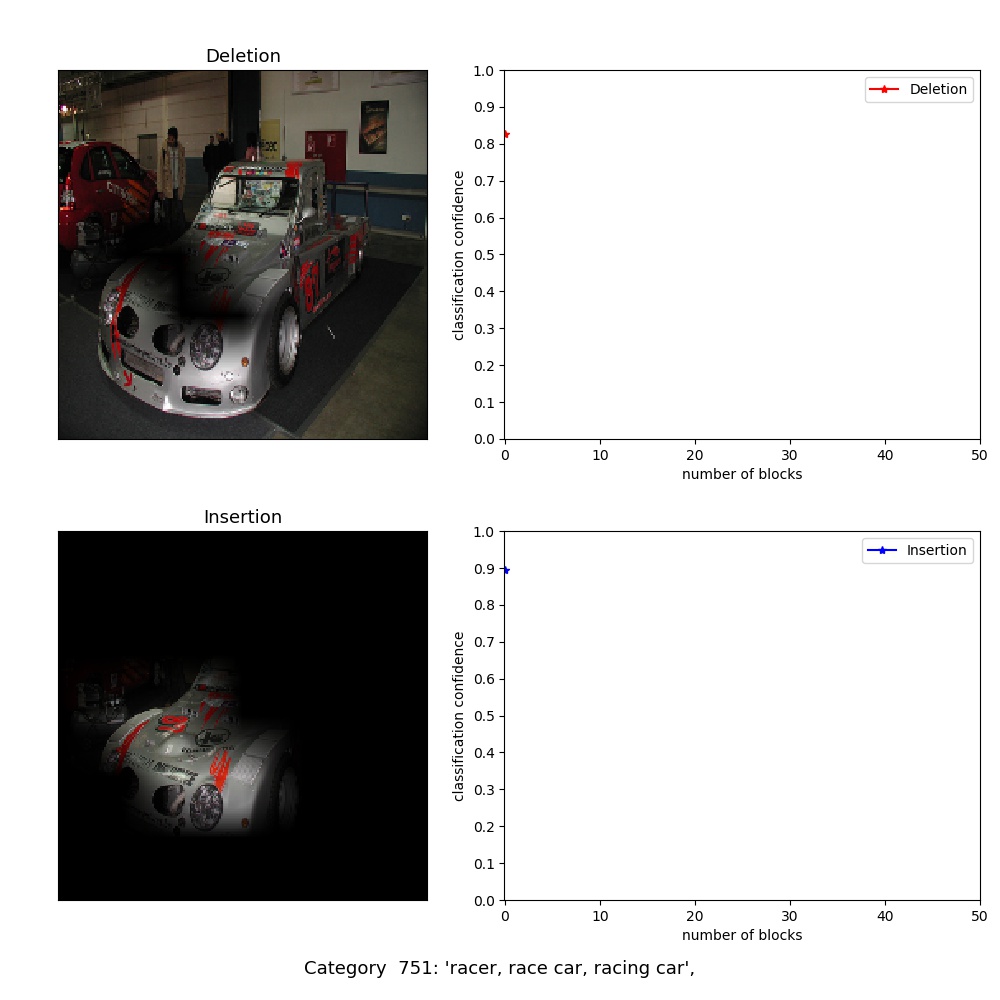 Deletion
1.0
0.9
0.8
0.7
0.6
0.5
0.4
0.3
0.2
0.1
0.0
classification confidence
Deletion
0 10 20 30 40 50
number of blocks
Insertion
1.0
0.9
0.8
0.7
0.6
0.5
0.4
0.3
0.2
0.1
0.0
classification confidence
Insertion
0 10 20 30 40 50
number of blocks
Category 751: 'racer, race car, racing car',